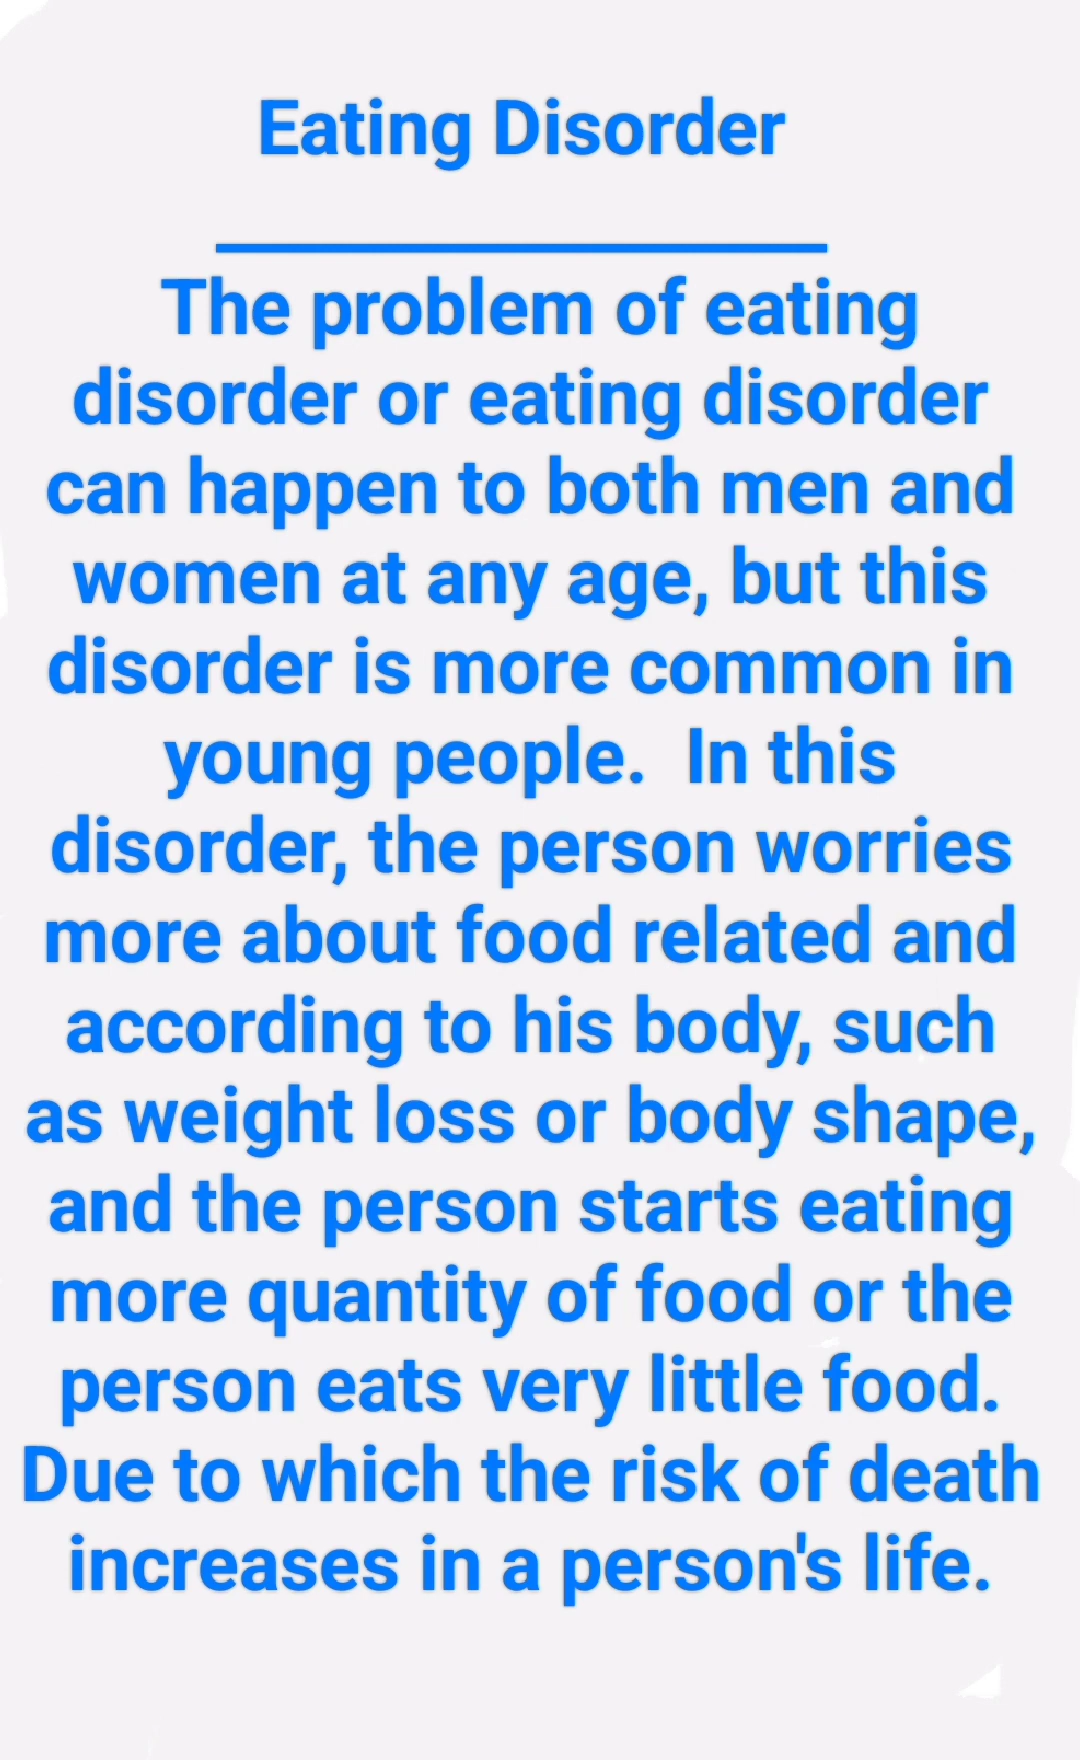 Eating Disorder
The problem of eating
disorder or eating disorder
can happen to both men and
women at any age, but this
disorder is more common in
young people.  In this
disorder, the person worries
more about food related and
according to his body, such
as weight loss or body shape,
and the person starts eating
more quantity of food or the
person eats very little food.
Due to which the risk of death
increases in a person's life.